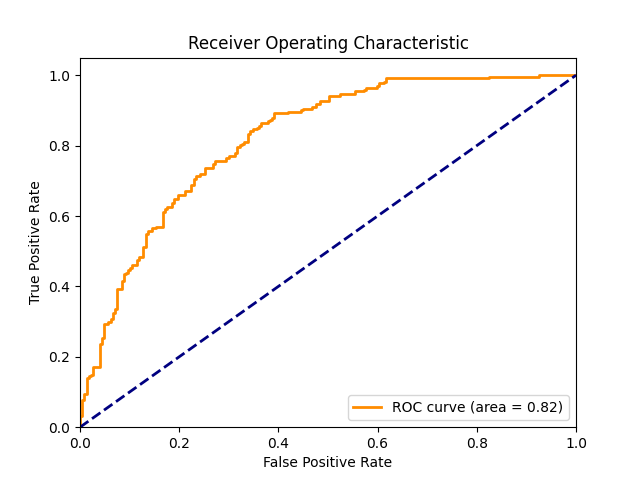 Receiver Operating Characteristic
True Positive Rate
1.0
0.8
0.6
0.4
0.2
0.0
0.0 0.2 0.4 0.6 0.8 1.0
False Positive Rate
ROC curve (area = 0.82)